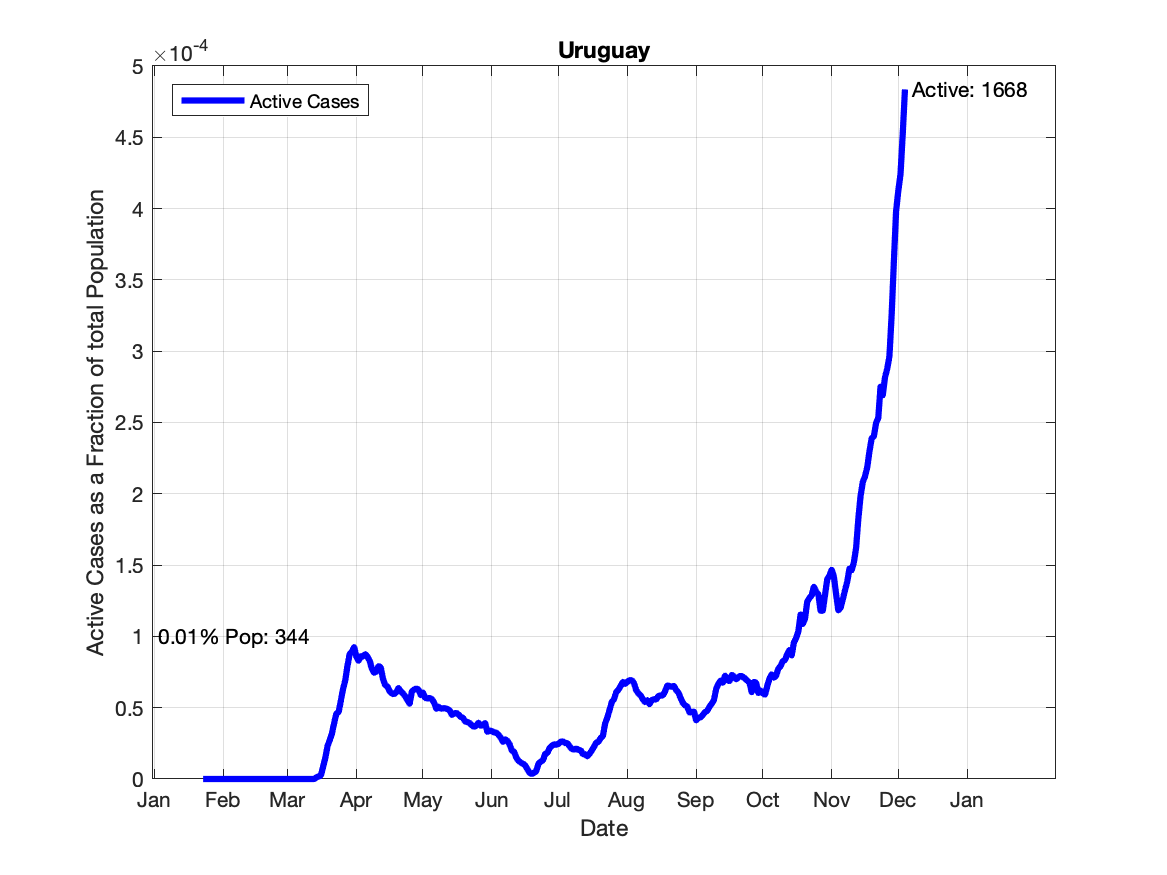 Uruguay
×10-4
5
4.5
4
3.5
3
2.5
2
1.5
1
0.5
0
Active Cases as a Fraction of total Population
Active Cases
Active: 1668
0.01% Pop: 344
Jan Feb Mar Apr May Jun Jul Aug Sep Oct Nov Dec Jan
Date